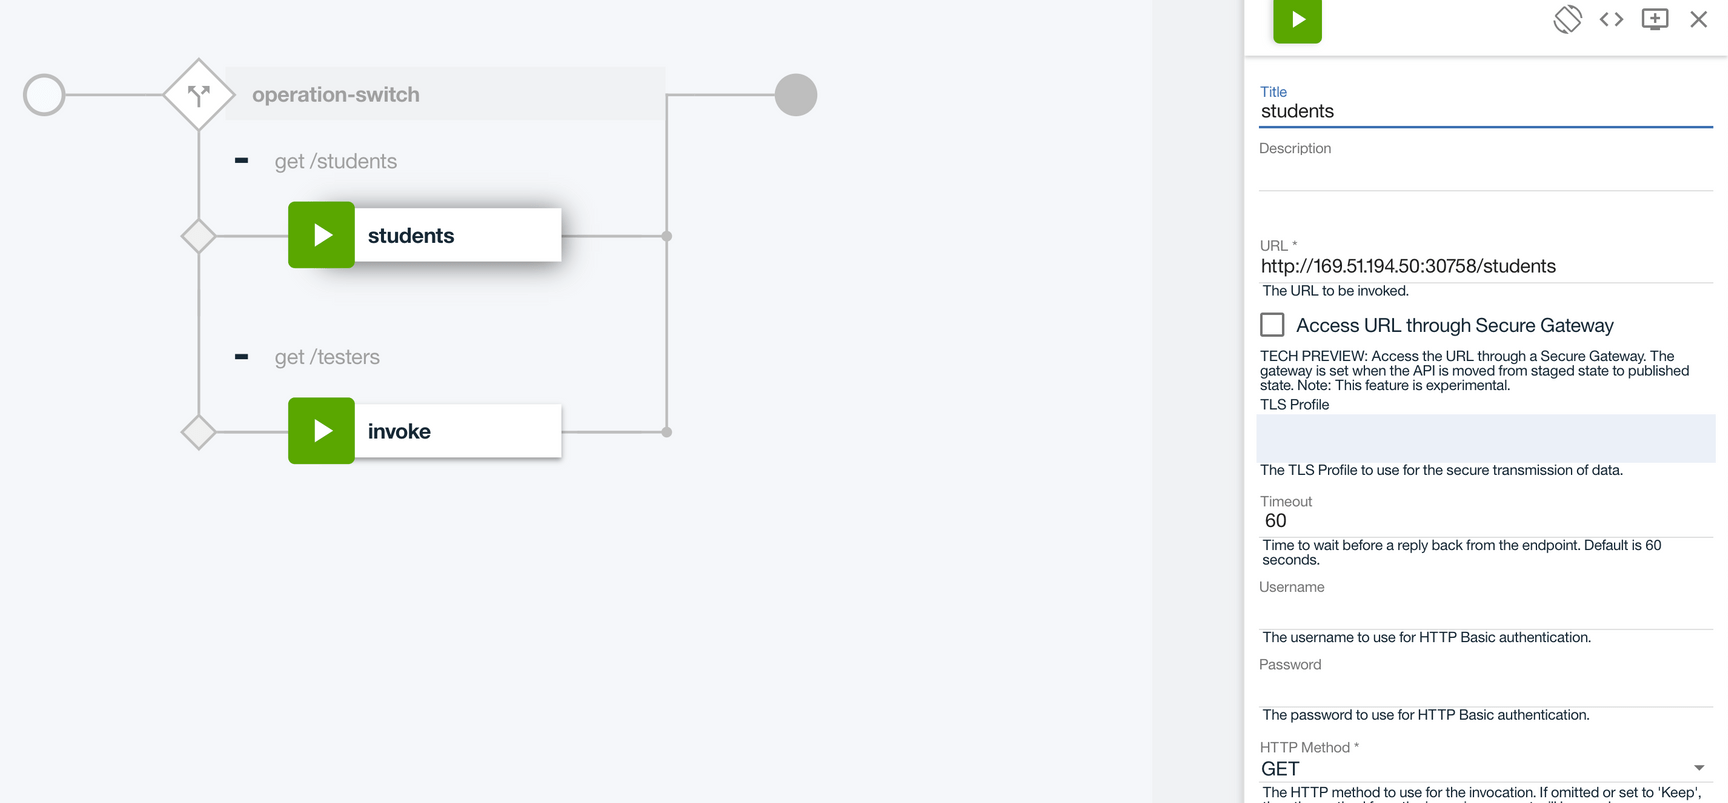 operation-switch
get /students
students
get /testers
invoke
Title
students
Description
URL *
http://169.51.194.50:30758/students
The URL to be invoked.
Access URL through Secure Gateway
TECH PREVIEW: Access the URL through a Secure Gateway. The
gateway is set when the API is moved from staged state to published
state. Note: This feature is experimental.
TLS Profile
The TLS Profile to use for the secure transmission of data.
Timeout
60
Time to wait before a reply back from the endpoint. Default is 60
seconds.
Username
The username to use for HTTP Basic authentication.
Password
The password to use for HTTP Basic authentication.
HTTP Method *
GET
The HTTP method to use for the invocation. If omitted or set to 'Keep',